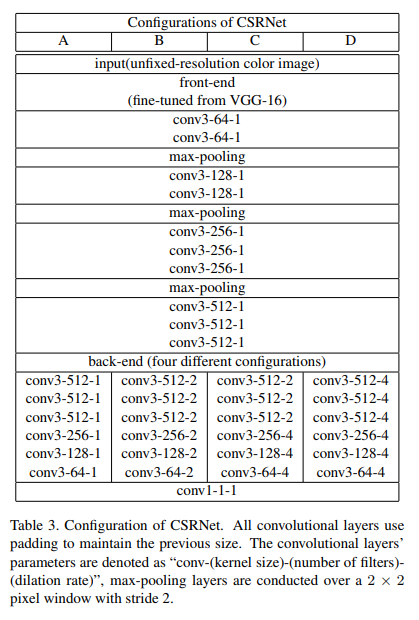 Configurations of CSRNet
A B C D
input(unfixed-resolution color image)
front-end
(fine-tuned from VGG-16)
conv3-64-1
conv3-64-1
max-pooling
conv3-128-1
conv3-128-1
max-pooling
conv3-256-1
conv3-256-1
conv3-256-1
max-pooling
conv3-512-1
conv3-512-1
conv3-512-1
back-end (four different configurations)
conv3-512-1 conv3-512-2 conv3-512-2 conv3-512-4
conv3-512-1 conv3-512-2 conv3-512-2 conv3-512-4
conv3-512-1 conv3-512-2 conv3-512-2 conv3-512-4
conv3-256-1 conv3-256-2 conv3-256-4 conv3-256-4
conv3-128-1 conv3-128-2 conv3-128-4 conv3-128-4
conv3-64-1 conv3-64-2 conv3-64-4 conv3-64-4
conv1-1-1
Table 3. Configuration of CSRNet. All convolutional layers use
padding to maintain the previous size. The convolutional layers’
parameters are denoted as “conv-(kernel size)-(number of filters)-
(dilation rate)”, max-pooling layers are conducted over a 2 × 2
pixel window with stride 2.